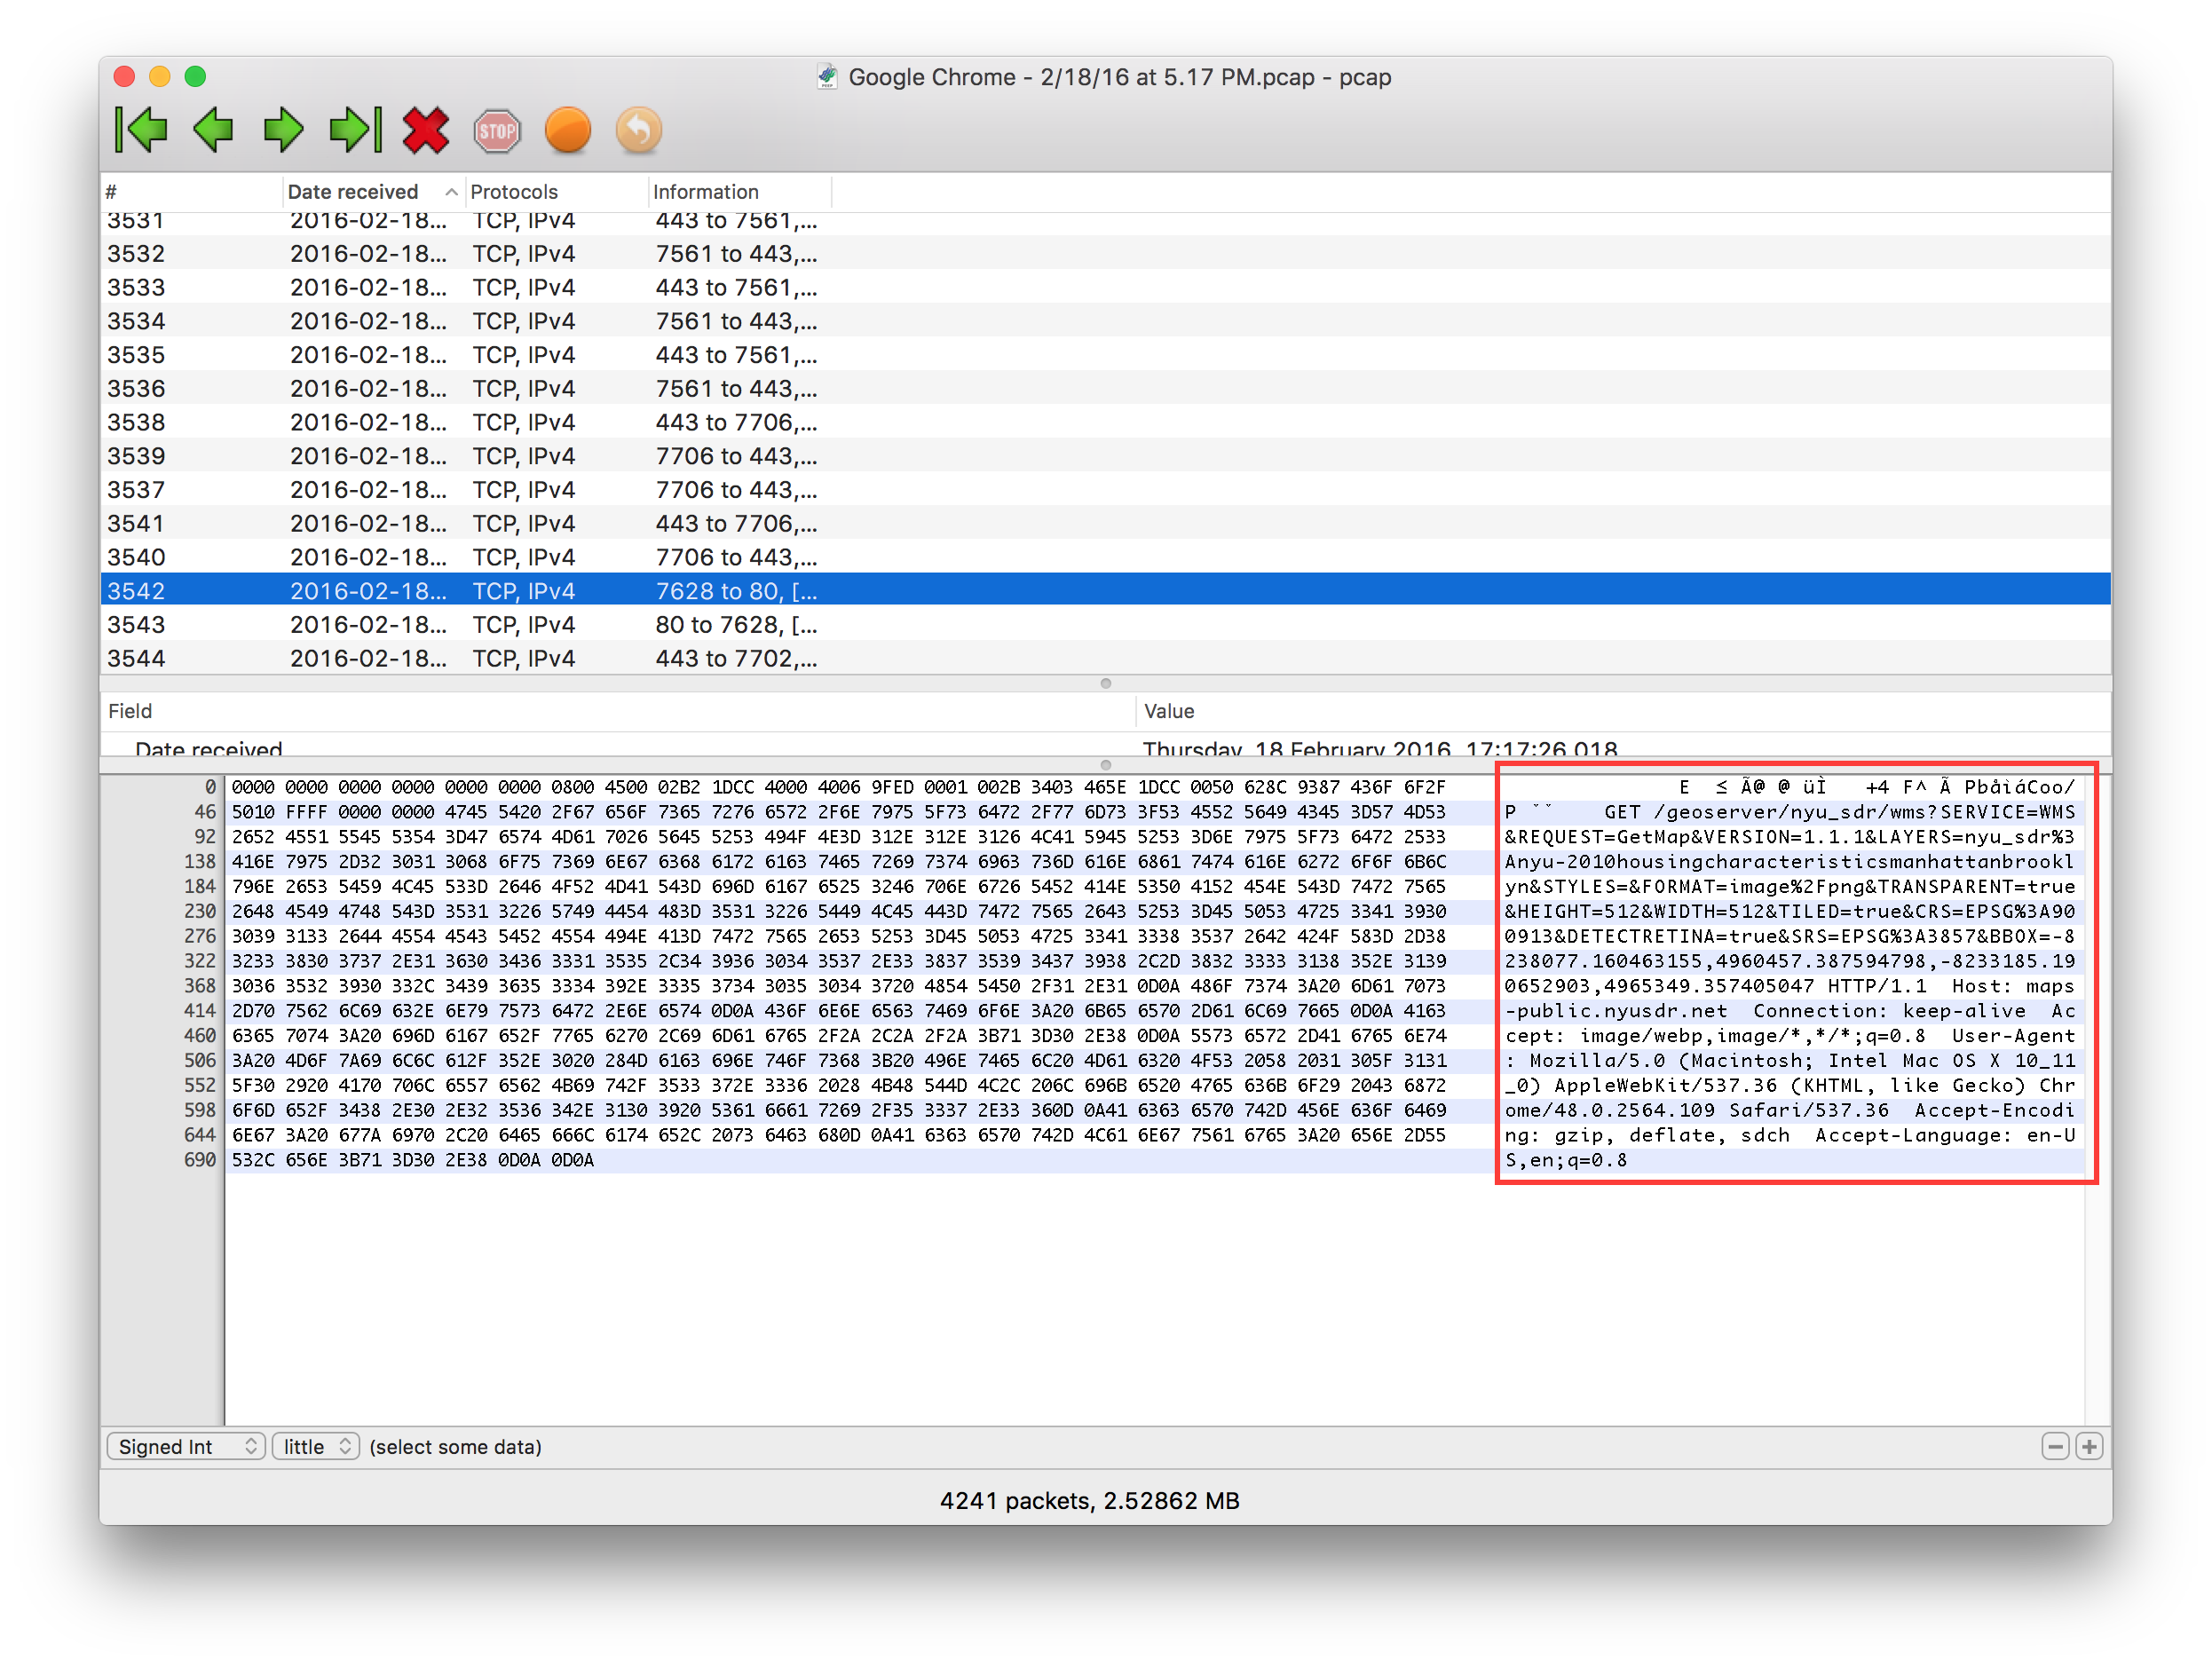 Google Chrome - 2/18/16 at 5.17 PM.pcap - pcap
STOP
# Date received Protocols Information
3531 2016-02-18... TCP, IPv4 443 to 7561,...
3532 2016-02-18... TCP, IPv4 7561 to 443,...
3533 2016-02-18... TCP, IPv4 443 to 7561,...
3534 2016-02-18... TCP, IPv4 7561 to 443,...
3535 2016-02-18... TCP, IPv4 443 to 7561,...
3536 2016-02-18... TCP, IPv4 7561 to 443,...
3538 2016-02-18... TCP, IPv4 443 to 7706,...
3539 2016-02-18... TCP, IPv4 7706 to 443,...
3537 2016-02-18... TCP, IPv4 7706 to 443,...
3541 2016-02-18... TCP, IPv4 443 to 7706,...
3540 2016-02-18... TCP, IPv4 7706 to 443,...
3542 2016-02-18... TCP, IPv4 7628 to 80, [...
3543 2016-02-18... TCP, IPv4 80 to 7628, [...
3544 2016-02-18... TCP, IPv4 443 to 7702,...
Field Value
Date received Thursday, 18 February 2016, 17:17:26.018
0 0000 0000 0000 0000 0000 0000 0800 4500 02B2 1DCC 4000 4006 9FED 0001 002B 3403 465E 1DCC 0050 628C 9387 436F 6F2F E ≤ Ã@ @ üÌ +4 F^ Ã PbåìáCoo/
46 5010 FFFF 0000 0000 4745 5420 2F67 656F 7365 7276 6572 2F6E 7975 5F73 6472 2F77 6D73 3F53 4552 5649 4345 3D57 4D53 P ˇˇ GET /geoserver/nyu_sdr/wms?SERVICE=WMS
92 2652 4551 5545 5354 3D47 6574 4D61 7026 5645 5253 494F 4E3D 312E 312E 3126 4C41 5945 5253 3D6E 7975 5F73 6472 2533 &REQUEST=GetMap&VERSION=1.1.1&LAYERS=nyu_sdr%3
138 416E 7975 2D32 3031 3068 6F75 7369 6E67 6368 6172 6163 7465 7269 7374 6963 736D 616E 6861 7474 616E 6272 6F6F 6B6C Anyu-2010housingcharacteristicsmanhattanbrookl
184 796E 2653 5459 4C45 533D 2646 4F52 4D41 543D 696D 6167 6525 3246 706E 6726 5452 414E 5350 4152 454E 543D 7472 7565 yn&STYLES=&FORMAT=image%2Fpng&TRANSPARENT=true
230 2648 4549 4748 543D 3531 3226 5749 4454 483D 3531 3226 5449 4C45 443D 7472 7565 2643 5253 3D45 5053 4725 3341 3930 &HEIGHT=512&WIDTH=512&TILED=true&CRS=EPSG%3A90
276 3039 3133 2644 4554 4543 5452 4554 494E 413D 7472 7565 2653 5253 3D45 5053 4725 3341 3338 3537 2642 424F 583D 2D38 0913&DETECTRETINA=true&SRS=EPSG%3A3857&BBOX=-8
322 3233 3830 3737 2E31 3630 3436 3331 3535 2C34 3936 3034 3537 2E33 3837 3539 3437 3938 2C2D 3832 3333 3138 352E 3139 238077.160463155,4960457.387594798,-8233185.19
368 3036 3532 3930 332C 3439 3635 3334 392E 3335 3734 3035 3034 3720 4854 5450 2F31 2E31 0D0A 486F 7374 3A20 6D61 7073 0652903,4965349.357405047 HTTP/1.1 Host: maps
414 2D70 7562 6C69 632E 6E79 7573 6472 2E6E 6574 0D0A 436F 6E6E 6563 7469 6F6E 3A20 6B65 6570 2D61 6C69 7665 0D0A 4163 -public.nyusdr.net Connection: keep-alive Ac
460 6365 7074 3A20 696D 6167 652F 7765 6270 2C69 6D61 6765 2F2A 2C2A 2F2A 3B71 3D30 2E38 0D0A 5573 6572 2D41 6765 6E74 cept: image/webp,image/*,*/*;q=0.8 User-Agent
506 3A20 4D6F 7A69 6C6C 612F 352E 3020 284D 6163 696E 746F 7368 3B20 496E 7465 6C20 4D61 6320 4F53 2058 2031 305F 3131 : Mozilla/5.0 (Macintosh; Intel Mac OS X 10_11
552 5F30 2920 4170 706C 6557 6562 4B69 742F 3533 372E 3336 2028 4B48 544D 4C2C 206C 696B 6520 4765 636B 6F29 2043 6872 _0) AppleWebKit/537.36 (KHTML, like Gecko) Chr
598 6F6D 652F 3438 2E30 2E32 3536 342E 3130 3920 5361 6661 7269 2F35 3337 2E33 360D 0A41 6363 6570 742D 456E 636F 6469 ome/48.0.2564.109 Safari/537.36 Accept-Encodi
644 6E67 3A20 677A 6970 2C20 6465 666C 6174 652C 2073 6463 680D 0A41 6363 6570 742D 4C61 6E67 7561 6765 3A20 656E 2D55 ng: gzip, deflate, sdch Accept-Language: en-U
690 532C 656E 3B71 3D30 2E38 0D0A 0D0A S,en;q=0.8
Signed Int little (select some data)
4241 packets, 2.52862 MB